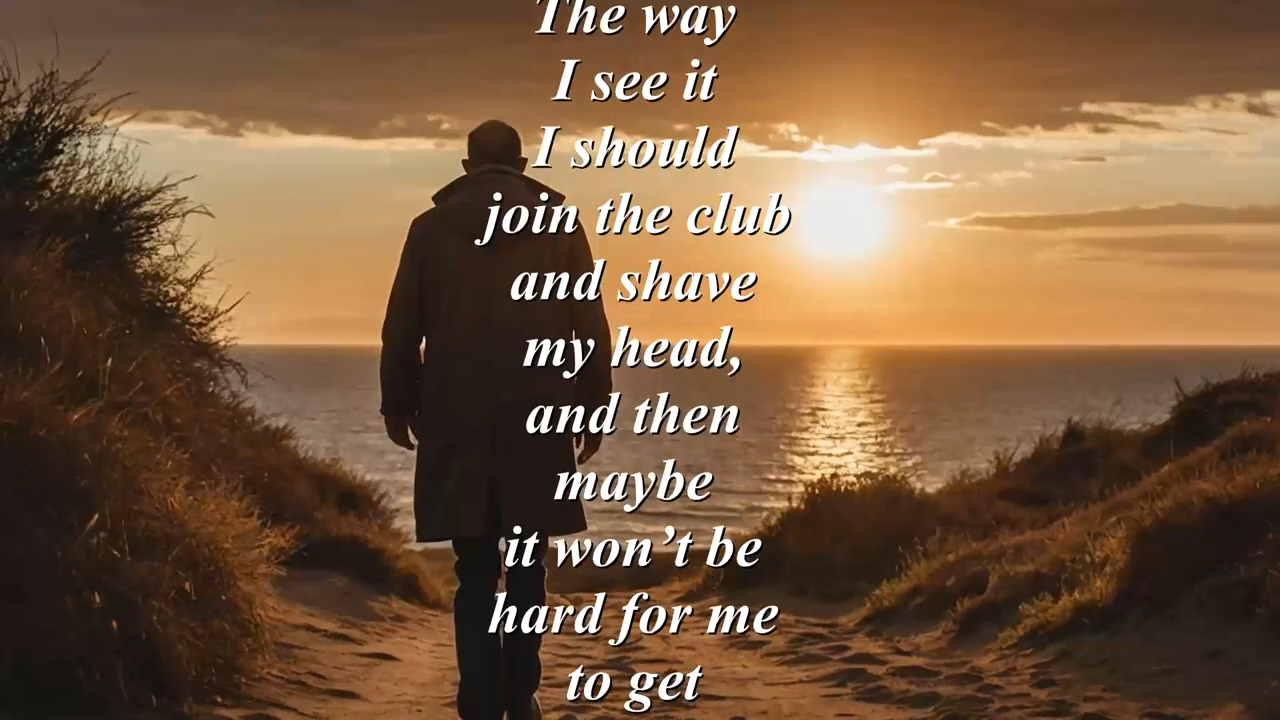 The way
I see it
I should
join the club
and shave
my head,
and then
maybe
it won’t be
hard for me
to get